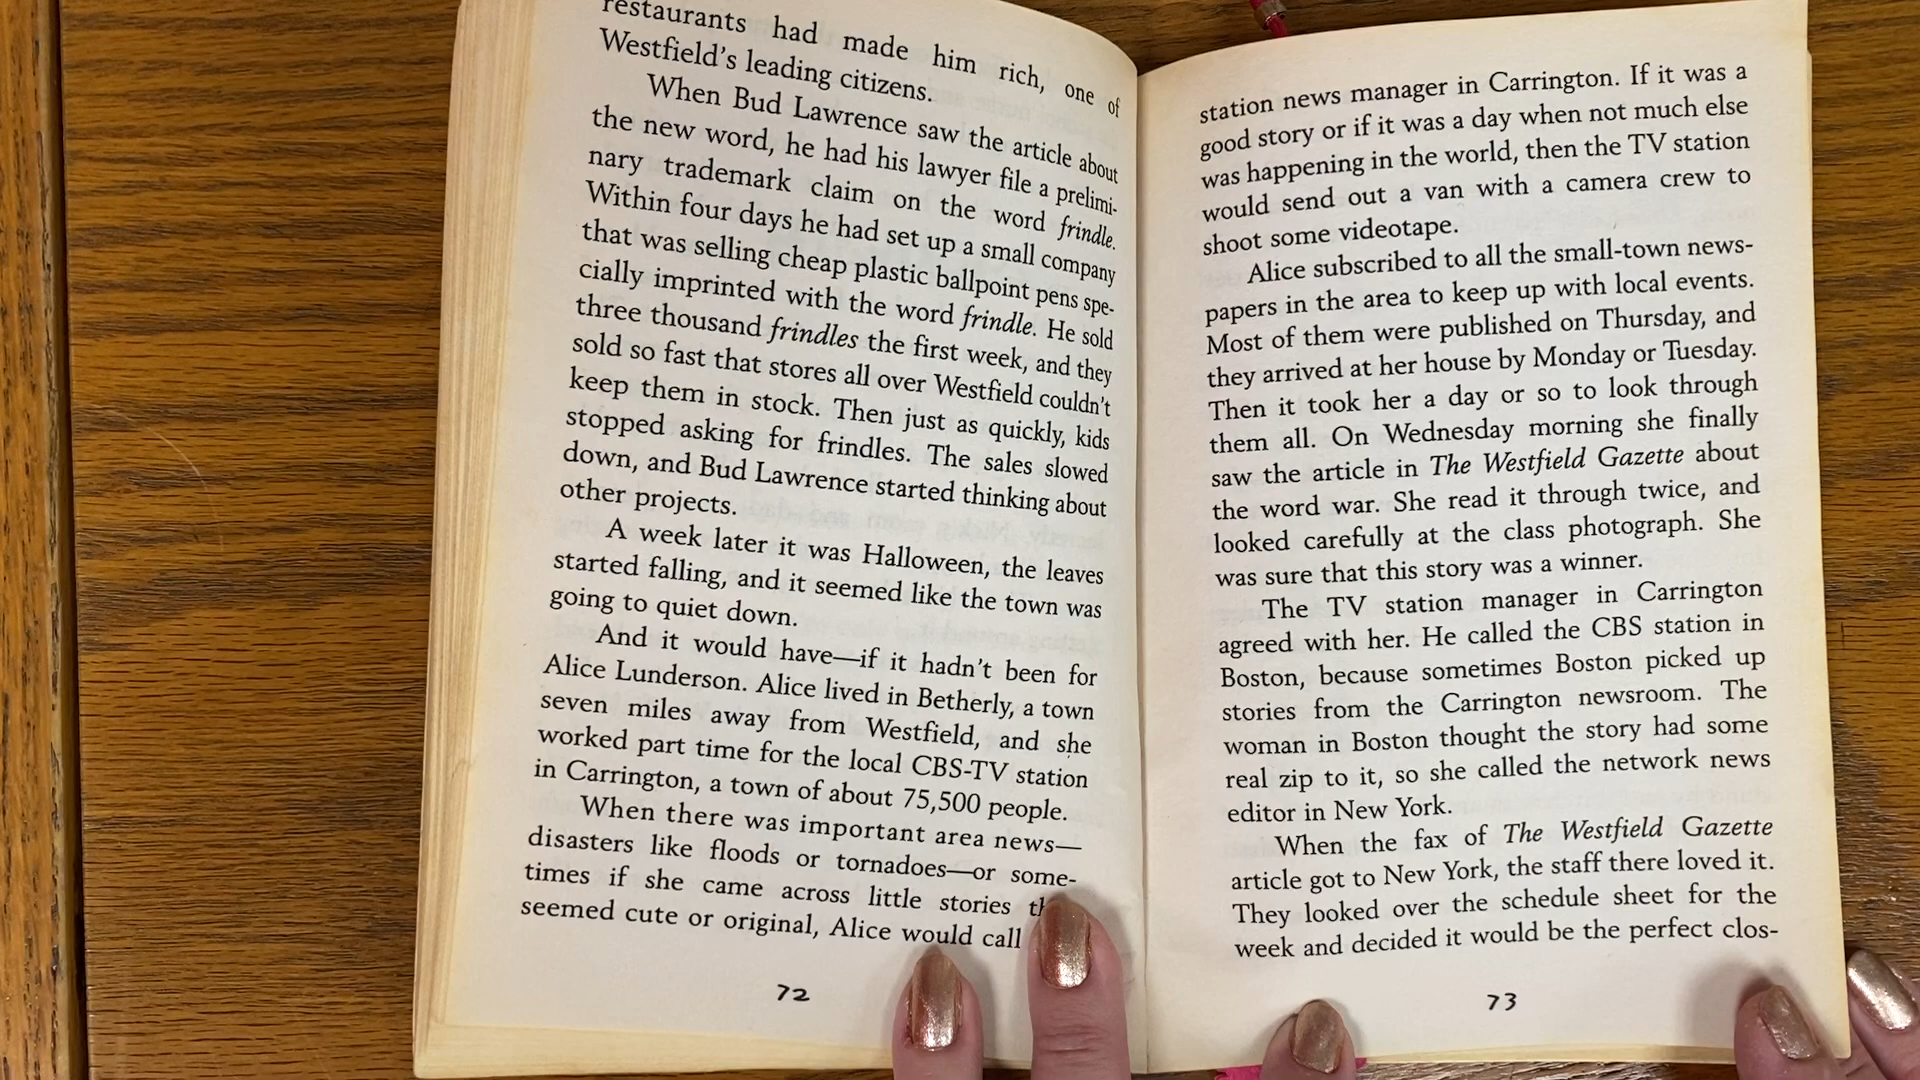 restaurants had made him rich, one of
Westfield's leading citizens.
When Bud Lawrence saw the article about
the new word, he had his lawyer file a prelimi-
nary trademark claim on the word frindle.
Within four days he had set up a small company
that was selling cheap plastic ballpoint pens spe-
cially imprinted with the word frindle. He sold
three thousand frindles the first week, and they
sold so fast that stores all over Westfield couldn't
keep them in stock. Then just as quickly, kids
stopped asking for frindles. The sales slowed
down, and Bud Lawrence started thinking about
other projects.
A week later it was Halloween, the leaves
started falling, and it seemed like the town was
going to quiet down.
And it would have—if it hadn't been for
Alice Lunderson. Alice lived in Betherly, a town
seven miles away from Westfield, and she
worked part time for the local CBS-TV station
in Carrington, a town of about 75,500 people.
When there was important area news—
disasters like floods or tornadoes—or some-
times if she came across little stories
seemed cute or original, Alice would call
72
station news manager in Carrington. If it was a
good story or if it was a day when not much else
was happening in the world, then the TV station
would send out a van with a camera crew to
shoot some videotape.
Alice subscribed to all the small-town news-
papers in the area to keep up with local events.
Most of them were published on Thursday, and
they arrived at her house by Monday or Tuesday.
Then it took her a day or so to look through
them all. On Wednesday morning she finally
saw the article in The Westfield Gazette about
the word war. She read it through twice, and
looked carefully at the class photograph. She
was sure that this story was a winner.
The TV station manager in Carrington
agreed with her. He called the CBS station in
Boston, because sometimes Boston picked up
stories from the Carrington newsroom. The
woman in Boston thought the story had some
real zip to it, so she called the network news
editor in New York.
When the fax of The Westfield Gazette
article got to New York, the staff there loved it.
They looked over the schedule sheet for the
week and decided it would be the perfect clos-
73